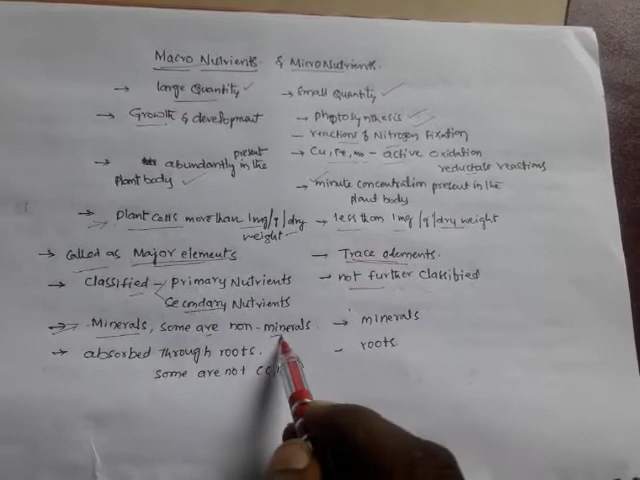 Macro Nutrients & Micro Nutrients.
→ large Quantity → Small Quantity
→ Growth & development → Photosynthesis
– reactions of Nitrogen Fixation
→ abundantly present in the → Cu, Fe, – active Oxidation
plant body reductase reactions
→ minute concentration present in the
plant body
→ plant cells more than 1mg/g/dry → less than 1mg/g/dry weight
weight
→ called as Major elements → Trace elements.
→ Classified – Primary Nutrients → not further classified
Secondary Nutrients
→ Minerals, some are non-minerals. → minerals
→ absorbed through roots. – roots.
some are not